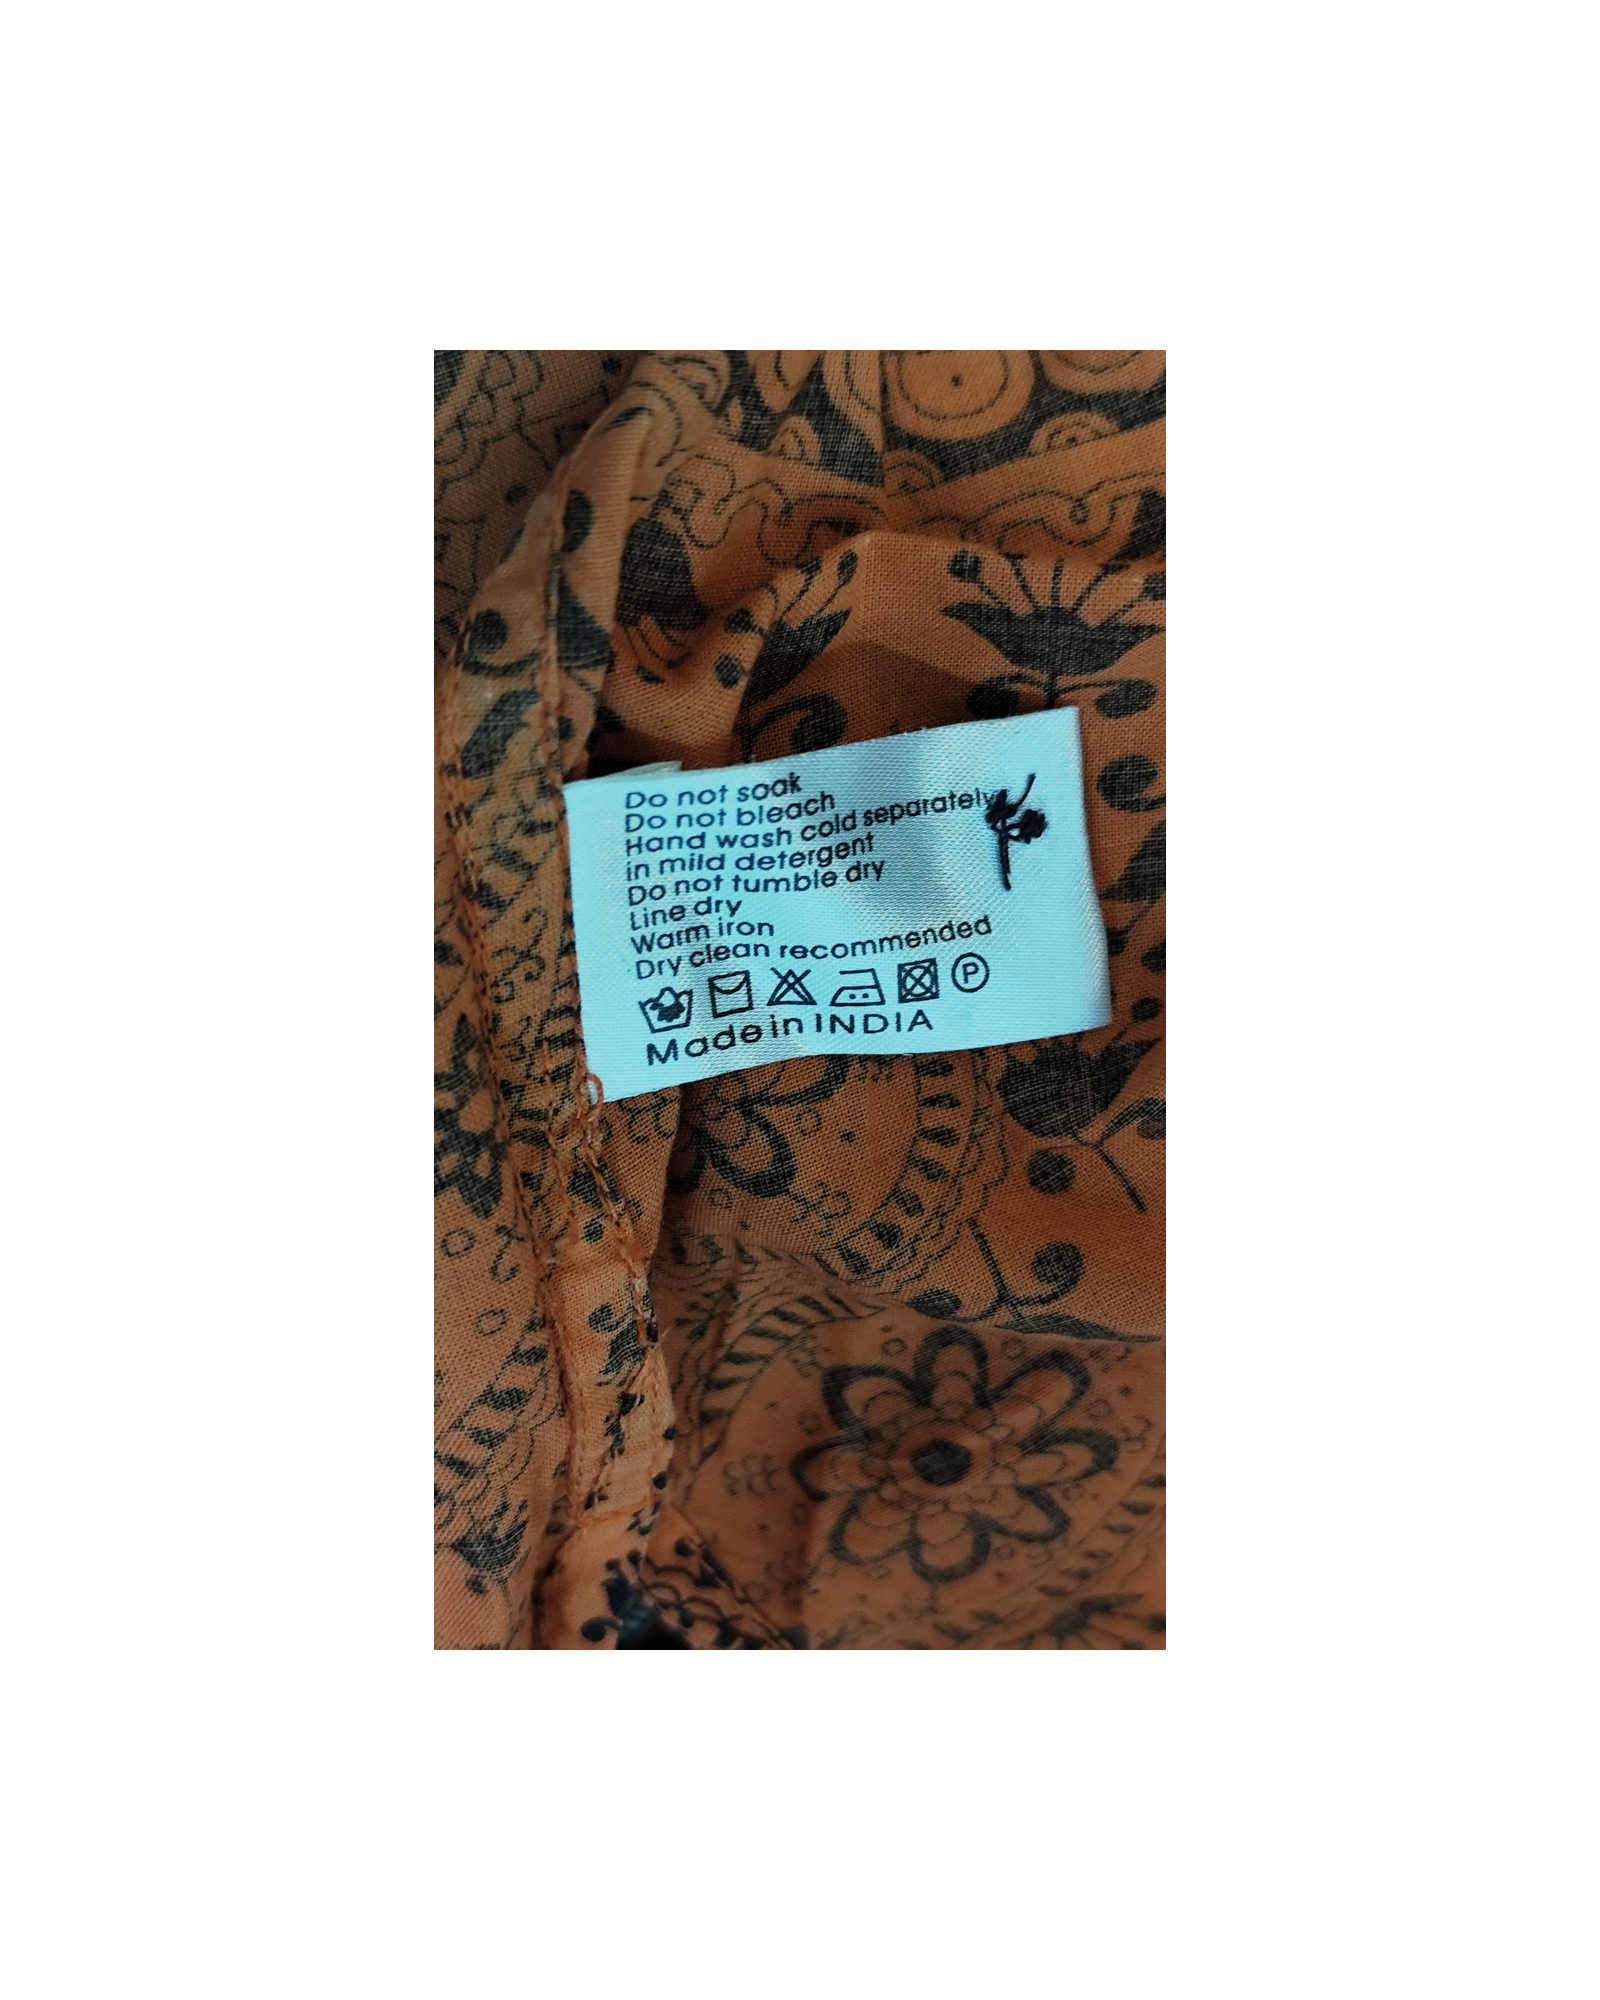 Do not soak
Do not bleach
Hand wash cold separately
in mild detergent
Do not tumble dry
Line dry
Warm iron
Dry clean recommended
P
Made in INDIA